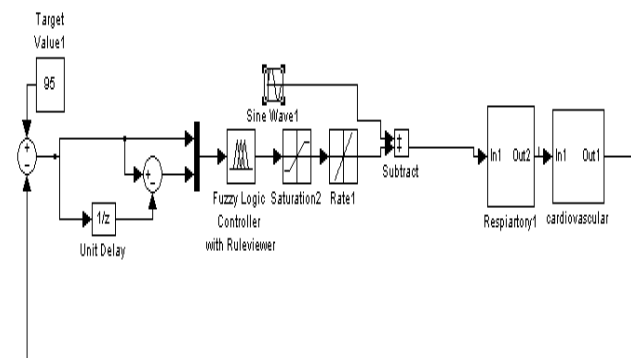 Target
Value1
95
Sine Wave1
1/z
Unit Delay
Fuzzy Logic
Controller
with Ruleviewer
Saturation2
Rate1
Subtract
In1 Out2
Respiartory1
In1 Out1
cardiovascular